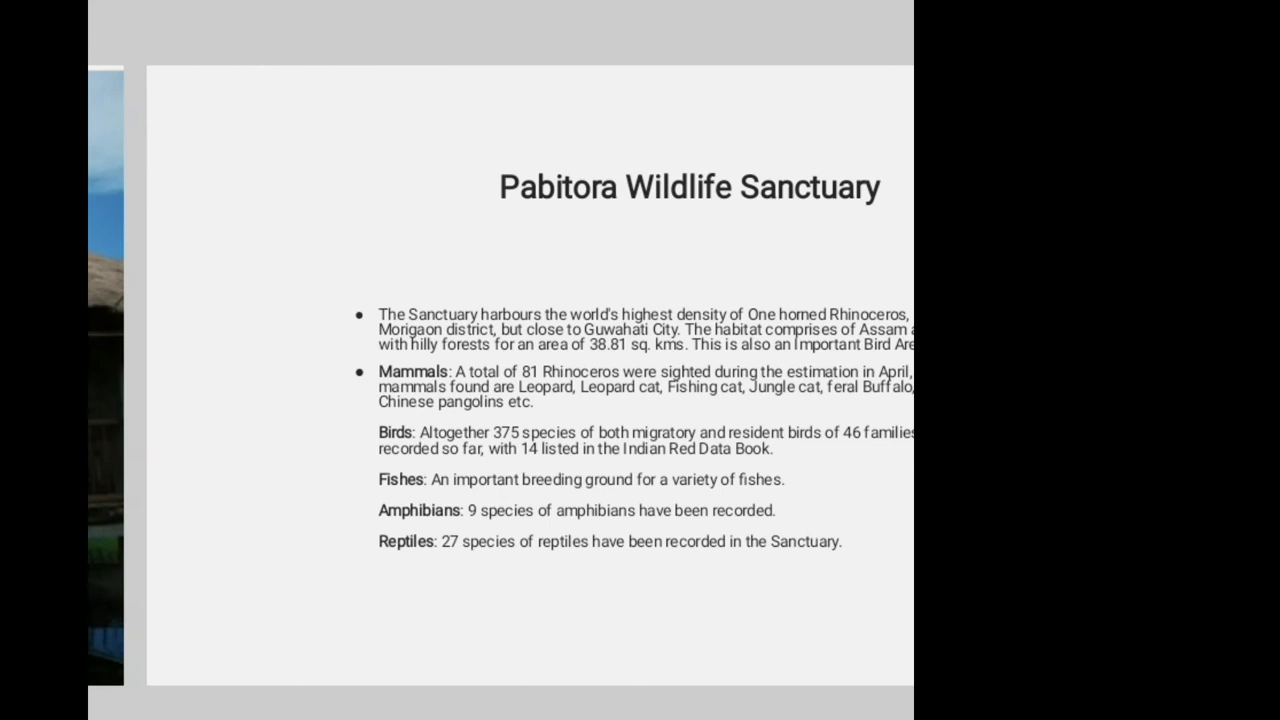 Pabitora Wildlife Sanctuary
● The Sanctuary harbours the world's highest density of One horned Rhinoceros,
Morigaon district, but close to Guwahati City. The habitat comprises of Assam
with hilly forests for an area of 38.81 sq. kms. This is also an Important Bird
● Mammals: A total of 81 Rhinoceros were sighted during the estimation in April,
mammals found are Leopard, Leopard cat, Fishing cat, Jungle cat, feral Buffalo,
Chinese pangolins etc.
Birds: Altogether 375 species of both migratory and resident birds of 46 families
recorded so far, with 14 listed in the Indian Red Data Book.
Fishes: An important breeding ground for a variety of fishes.
Amphibians: 9 species of amphibians have been recorded.
Reptiles: 27 species of reptiles have been recorded in the Sanctuary.